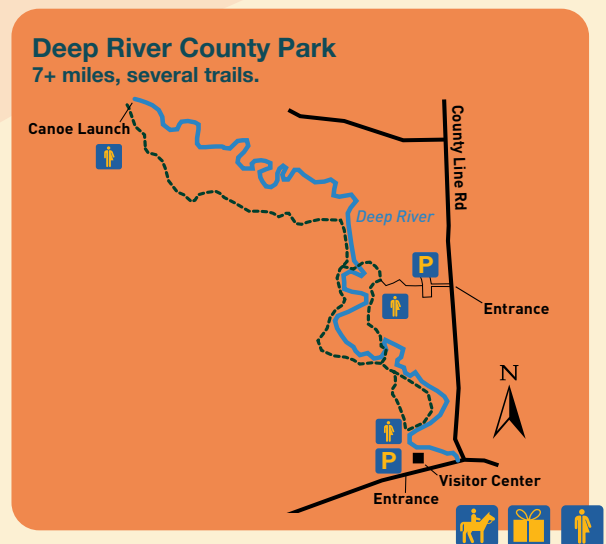 Deep River County Park
7+ miles, several trails.
Canoe Launch
County Line Rd
Deep River
P
Entrance
N
P
Visitor Center
Entrance